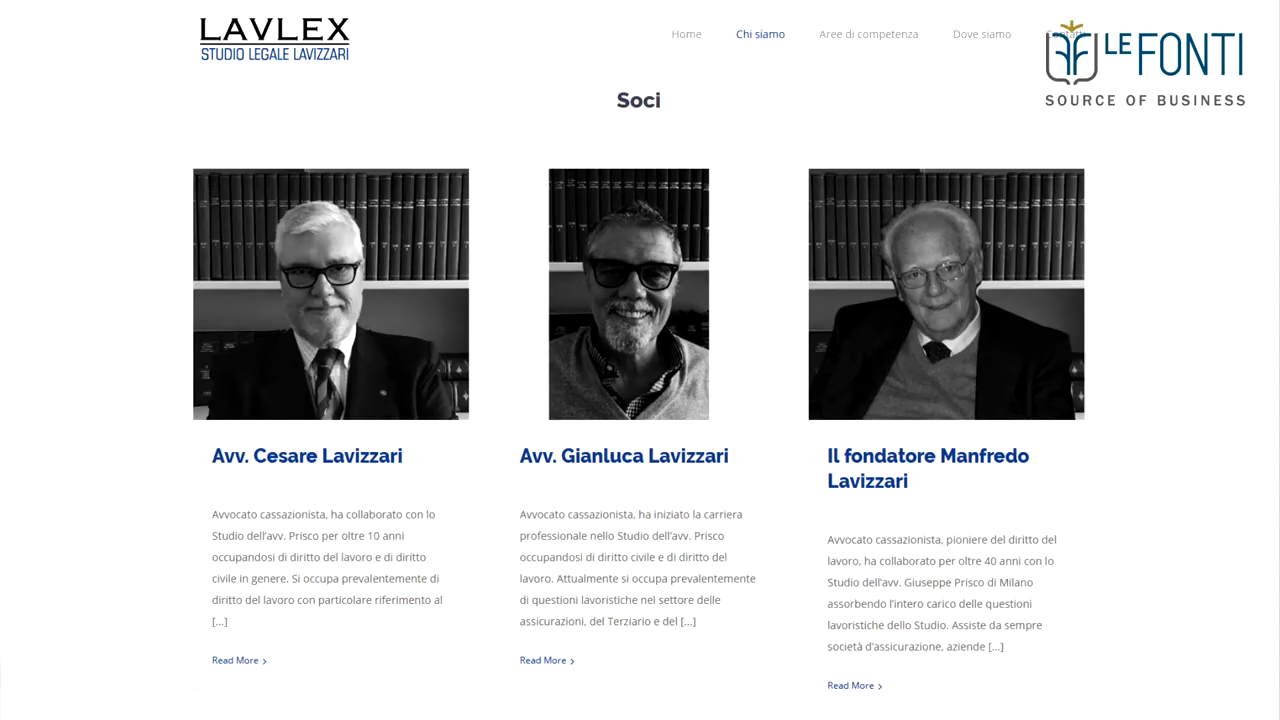 LAVLEX
STUDIO LEGALE LAVIZZARI
Home
Chi siamo
Aree di competenza
Dove siamo
LE FONTI
SOURCE OF BUSINESS
Soci
Avv. Cesare Lavizzari
Avvocato cassazionista, ha collaborato con lo
Studio dell'avv. Prisco per oltre 10 anni
occupandosi di diritto del lavoro e di diritto
civile in genere. Si occupa prevalentemente di
diritto del lavoro con particolare riferimento al
[...]
Read More >
Avv. Gianluca Lavizzari
Avvocato cassazionista, ha iniziato la carriera
professionale nello Studio dell'avv. Prisco
occupandosi di diritto civile e di diritto del
lavoro. Attualmente si occupa prevalentemente
di questioni lavoristiche nel settore delle
assicurazioni, del Terziario e del [...]
Read More >
Il fondatore Manfredo
Lavizzari
Avvocato cassazionista, pioniere del diritto del
lavoro, ha collaborato per oltre 40 anni con lo
Studio dell'avv. Giuseppe Prisco di Milano
assorbendo l'intero carico delle questioni
lavoristiche dello Studio. Assiste da sempre
società d'assicurazione, aziende [...]
Read More >